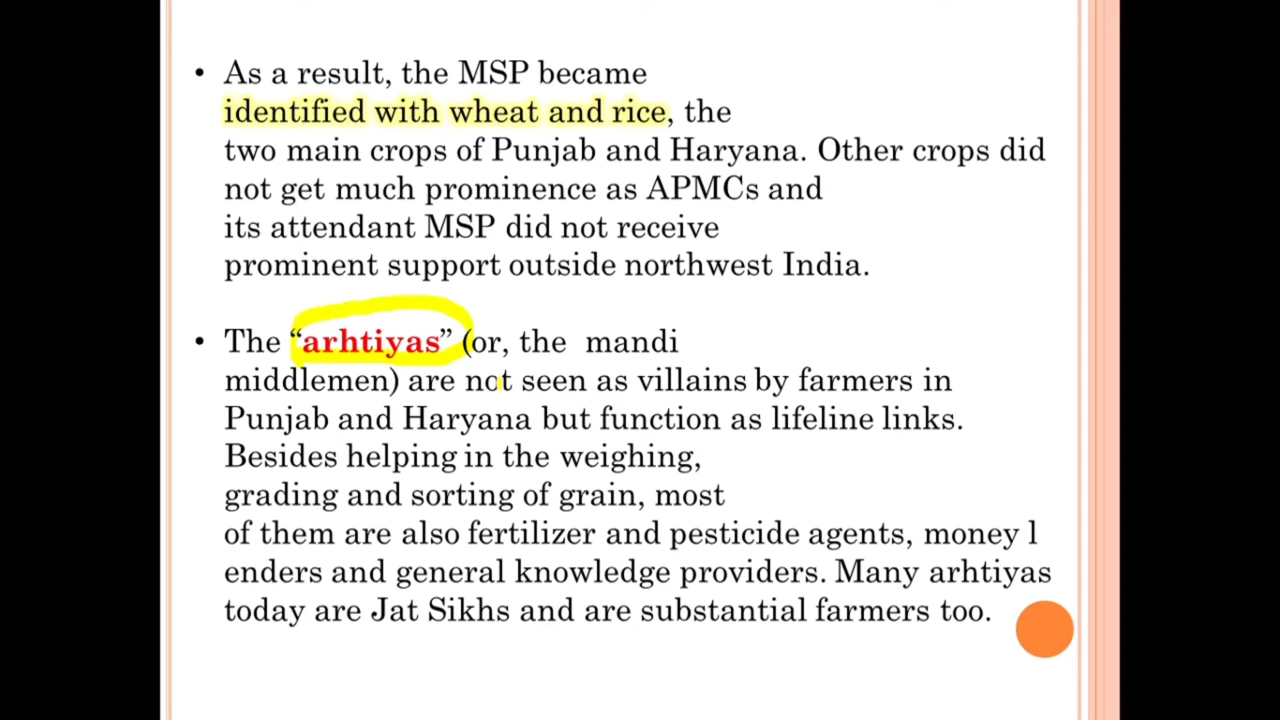 • As a result, the MSP became
identified with wheat and rice, the
two main crops of Punjab and Haryana. Other crops did
not get much prominence as APMCs and
its attendant MSP did not receive
prominent support outside northwest India.
• The “arhtiyas” (or, the mandi
middlemen) are not seen as villains by farmers in
Punjab and Haryana but function as lifeline links.
Besides helping in the weighing,
grading and sorting of grain, most
of them are also fertilizer and pesticide agents, money l
enders and general knowledge providers. Many arhtiyas
today are Jat Sikhs and are substantial farmers too.